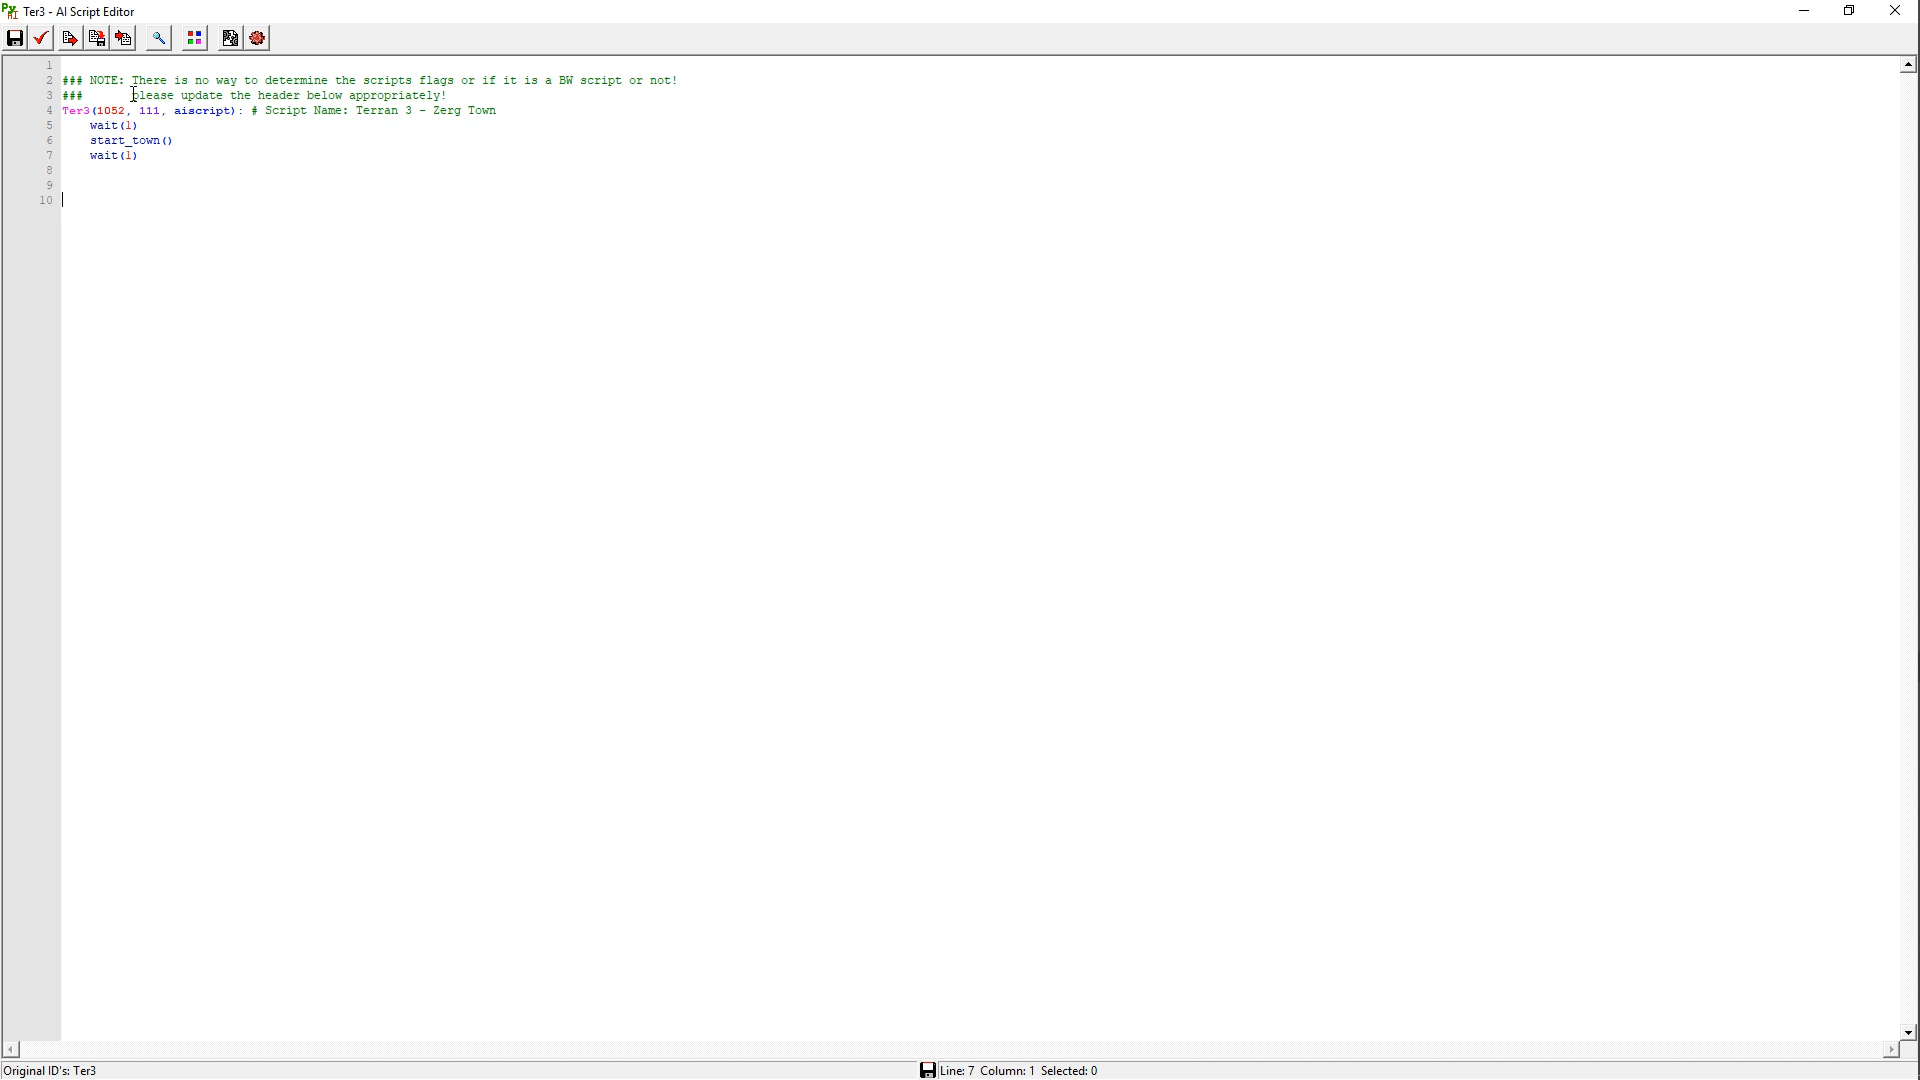 Ter3 - AI Script Editor
1
2 ### NOTE: There is no way to determine the scripts flags or if it is a BW script or not!
3 ### please update the header below appropriately!
4 Ter3(1052, 111, aiscript): # Script Name: Terran 3 - Zerg Town
5 wait(1)
6 start_town()
7 wait(1)
8
9
10
Original ID's: Ter3 Line: 7 Column: 1 Selected: 0